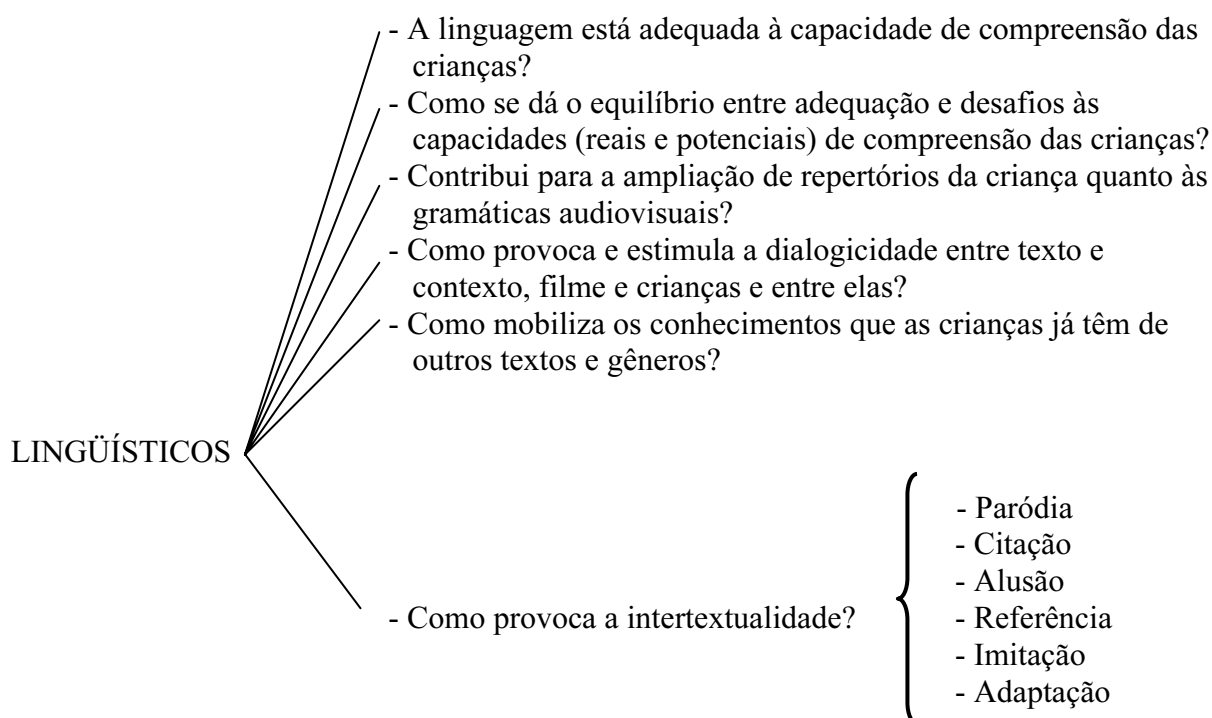 - A linguagem está adequada à capacidade de compreensão das
crianças?
- Como se dá o equilíbrio entre adequação e desafios às
capacidades (reais e potenciais) de compreensão das crianças?
- Contribui para a ampliação de repertórios da criança quanto às
gramáticas audiovisuais?
- Como provoca e estimula a dialogicidade entre texto e
contexto, filme e crianças e entre elas?
- Como mobiliza os conhecimentos que as crianças já têm de
outros textos e gêneros?
LINGÜÍSTICOS
- Como provoca a intertextualidade?
- Paródia
- Citação
- Alusão
- Referência
- Imitação
- Adaptação